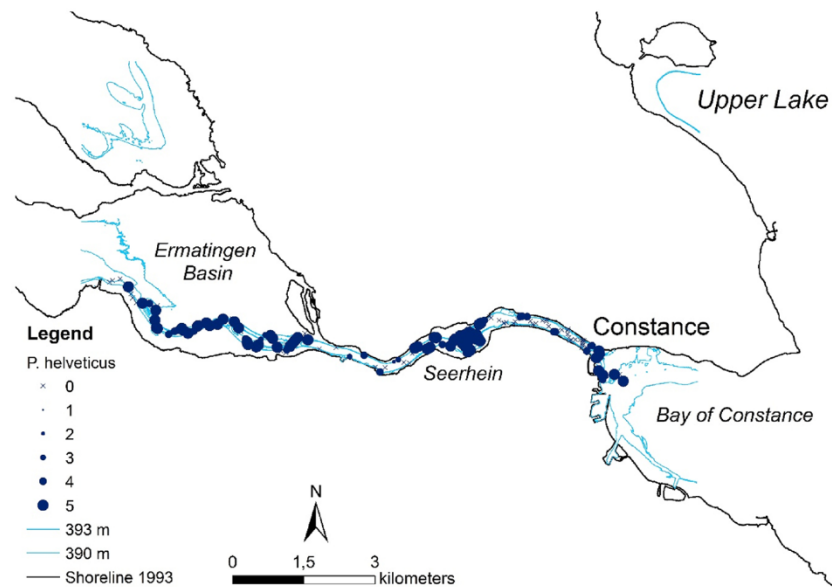 Upper Lake
Ermatingen
Basin
Constance
Seerhein
Bay of Constance
Legend
P. helveticus
0
1
2
3
4
5
393 m
390 m
Shoreline 1993
N
0 1,5 3
kilometers